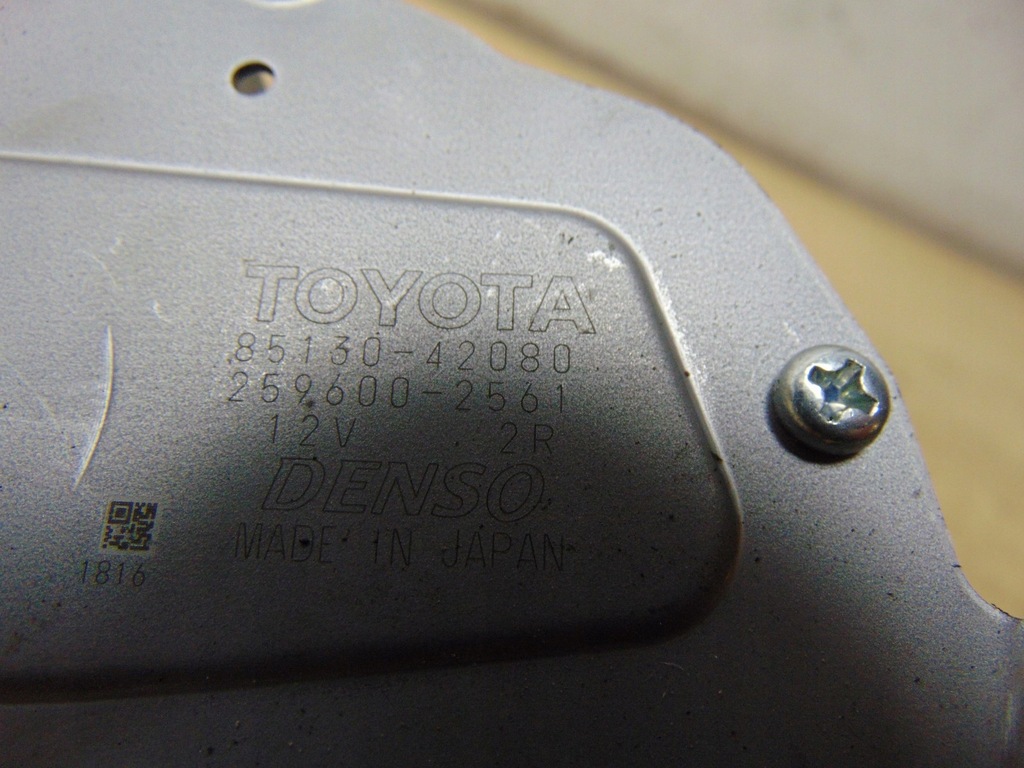 TOYOTA
85130-42080
259600-2561
12V 2R
DENSO
MADE IN JAPAN
1816